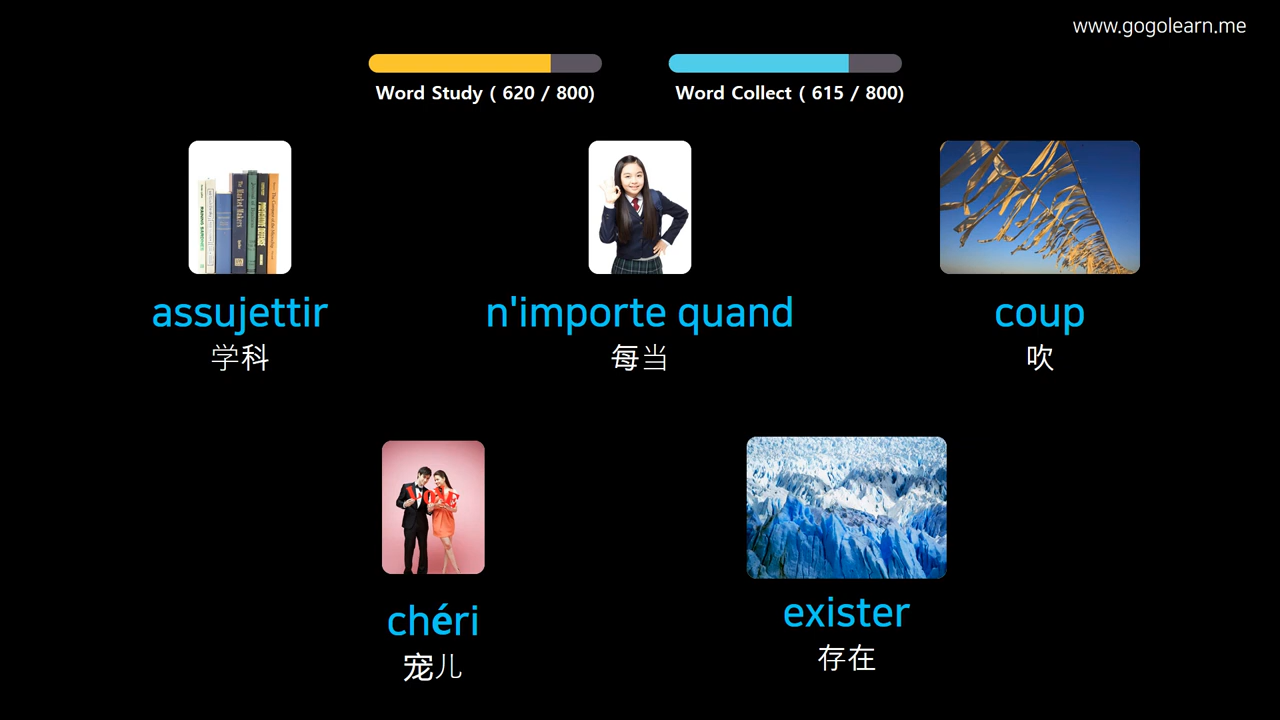 www.gogolearn.me
Word Study ( 620 / 800)
Word Collect ( 615 / 800)
assujettir
学科
n'importe quand
每当
coup
吹
chéri
宠儿
exister
存在